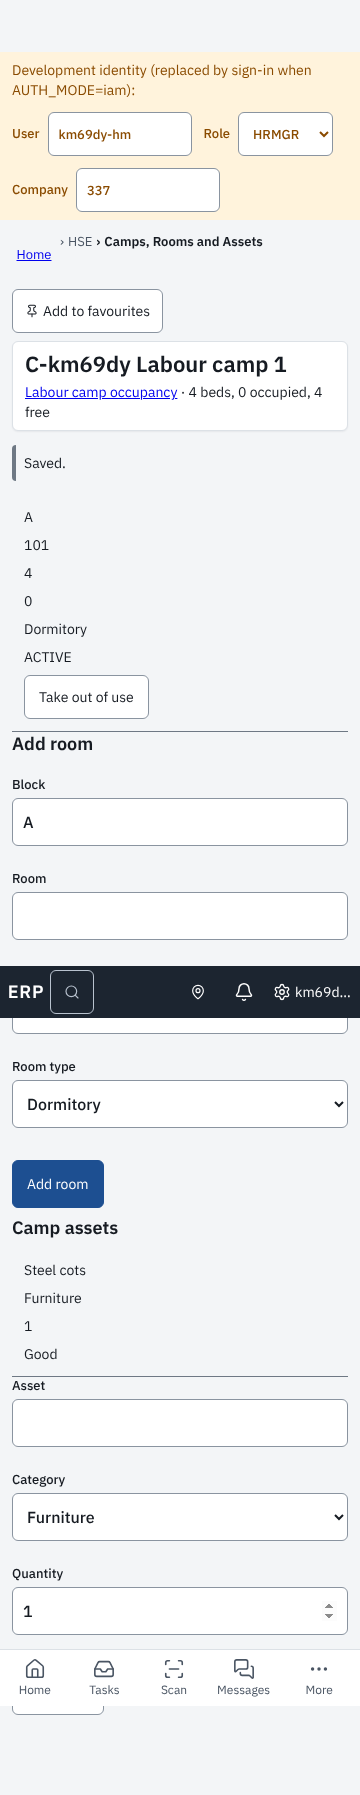 Development identity (replaced by sign-in when
AUTH_MODE=iam):
User km69dy-hm Role HRMGR
Company 337
Home › HSE › Camps, Rooms and Assets
Add to favourites
C-km69dy Labour camp 1
Labour camp occupancy · 4 beds, 0 occupied, 4
free
Saved.
A
101
4
0
Dormitory
ACTIVE
Take out of use
Add room
Block
A
Room
ERP km69d...
Room type
Dormitory
Add room
Camp assets
Steel cots
Furniture
1
Good
Asset
Category
Furniture
Quantity
1
Home Tasks Scan Messages More